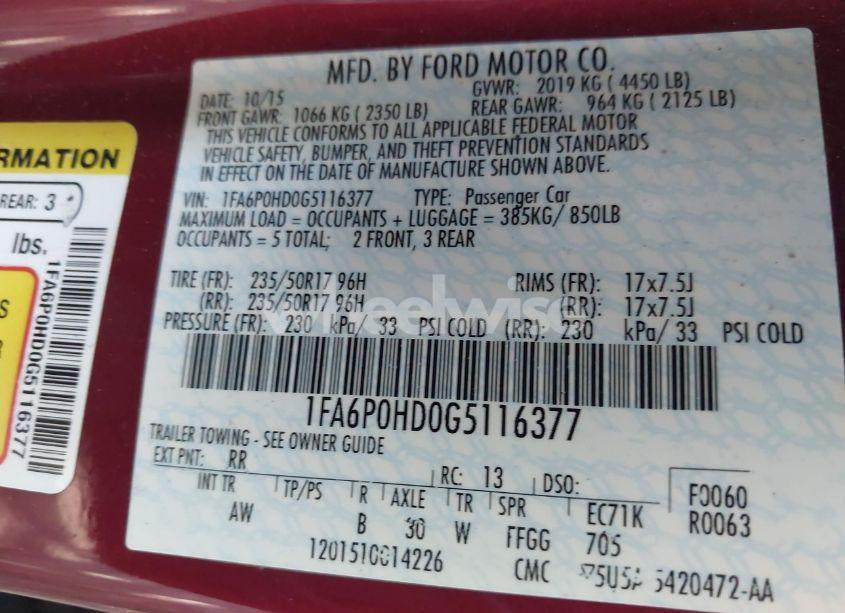 MFD. BY FORD MOTOR CO.
DATE: 10/15 GVWR: 2019 KG ( 4450 LB)
FRONT GAWR: 1066 KG ( 2350 LB) REAR GAWR: 964 KG ( 2125 LB)
THIS VEHICLE CONFORMS TO ALL APPLICABLE FEDERAL MOTOR
VEHICLE SAFETY, BUMPER, AND THEFT PREVENTION STANDARDS
IN EFFECT ON THE DATE OF MANUFACTURE SHOWN ABOVE.
VIN: 1FA6P0HD0G5116377 TYPE: Passenger Car
MAXIMUM LOAD = OCCUPANTS + LUGGAGE = 385KG/ 850LB
OCCUPANTS = 5 TOTAL; 2 FRONT, 3 REAR
TIRE (FR): 235/50R17 96H RIMS (FR): 17x7.5J
(RR): 235/50R17 96H (RR): 17x7.5J
PRESSURE (FR): 230 kPa/ 33 PSI COLD (RR): 230 kPa/ 33 PSI COLD
1FA6P0HD0G5116377
TRAILER TOWING - SEE OWNER GUIDE
EXT PNT: RR RC: 13 DSO: F0060
INT TR TP/PS R AXLE TR SPR EC71K R0063
AW B 30 W FFGG 705
CMC 5420472-AA
RMATION
REAR: 3
lbs.
1FA6P0HD0G5116377
S
R